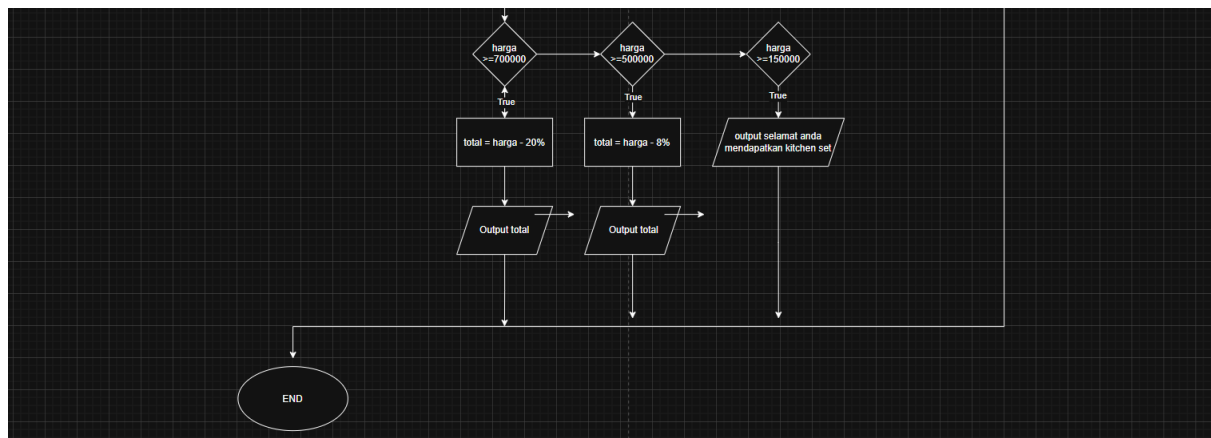 harga
>=700000
harga
>=500000
harga
>=150000
True
True
True
total = harga - 20%
total = harga - 8%
output selamat anda
mendapatkan kitchen set
Output total
Output total
END